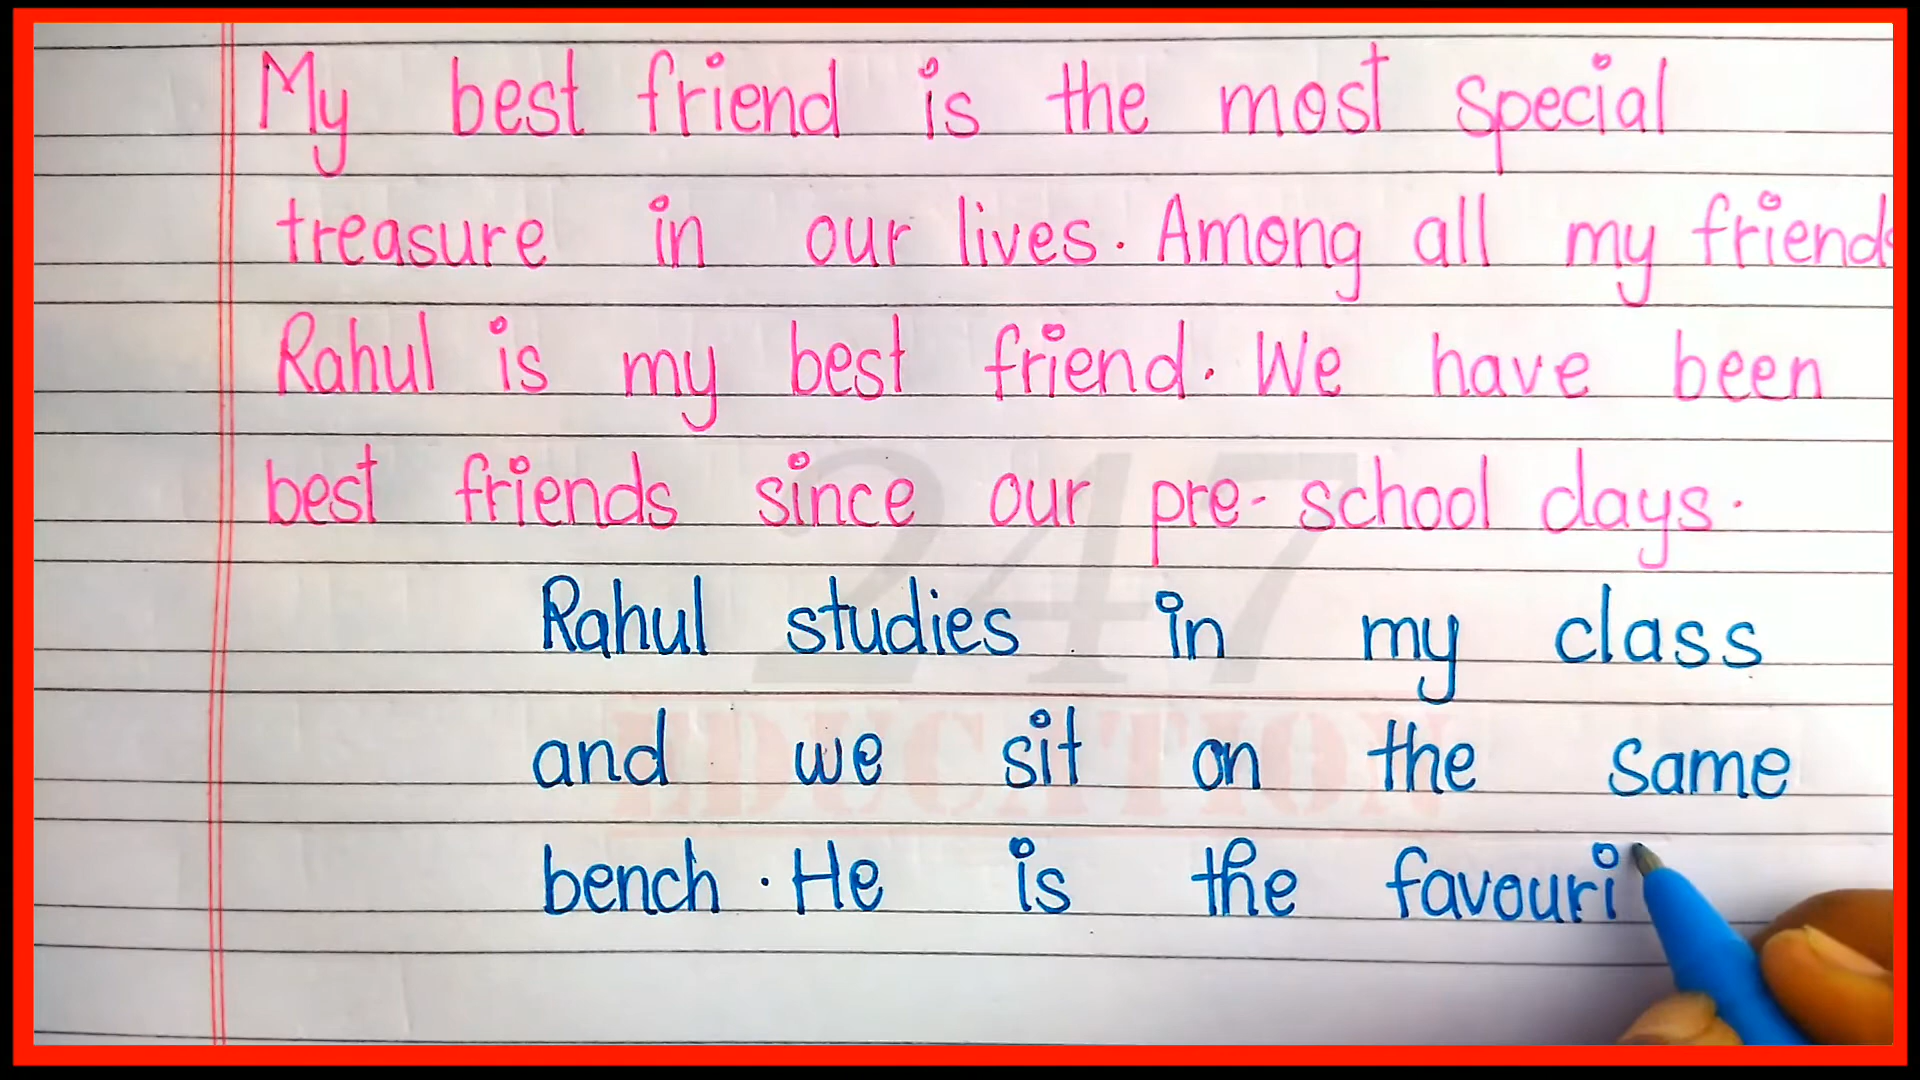 My best friend is the most special
treasure in our lives. Among all my friends
Rahul is my best friend. We have been
best friends since our pre-school days.
Rahul studies in my class
and we sit on the same
bench. He is the favouri
247
EDUCATION